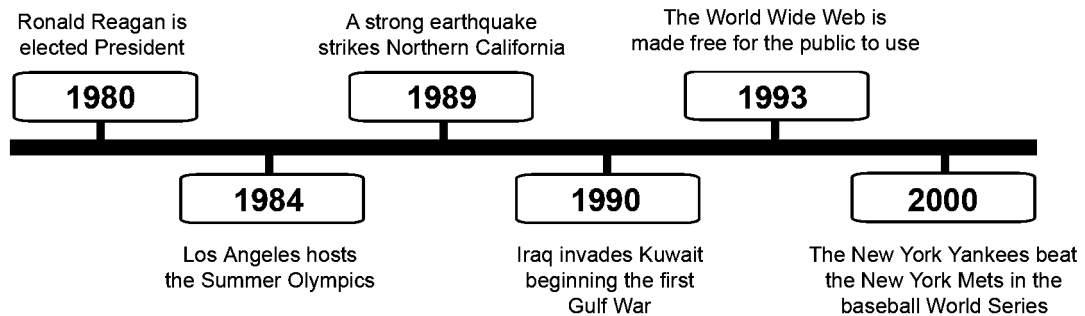 Ronald Reagan is
elected President
1980
Los Angeles hosts
the Summer Olympics
1984
A strong earthquake
strikes Northern California
1989
Iraq invades Kuwait
beginning the first
Gulf War
1990
The World Wide Web is
made free for the public to use
1993
The New York Yankees beat
the New York Mets in the
baseball World Series
2000